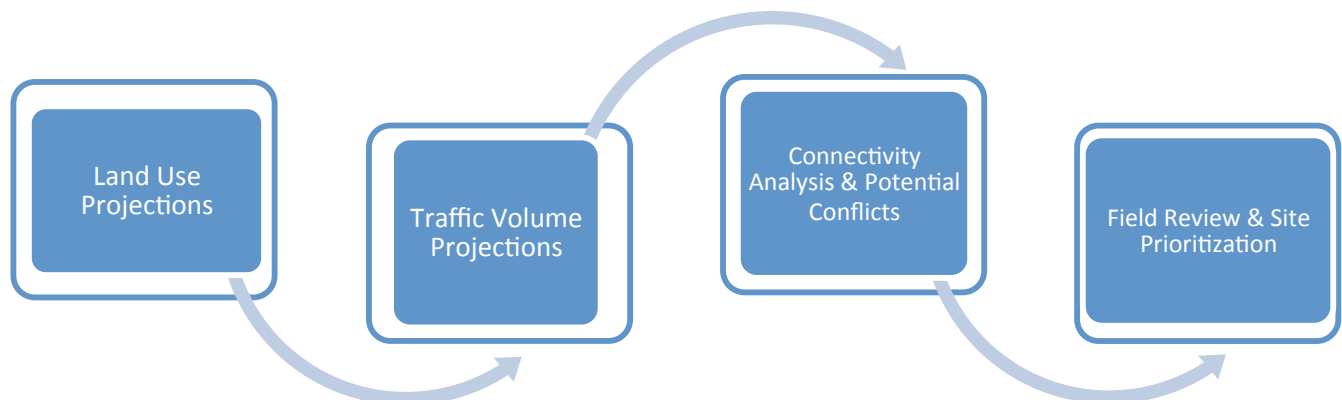 Land Use
Projections
Traffic Volume
Projections
Connectivity
Analysis & Potential
Conflicts
Field Review & Site
Prioritization